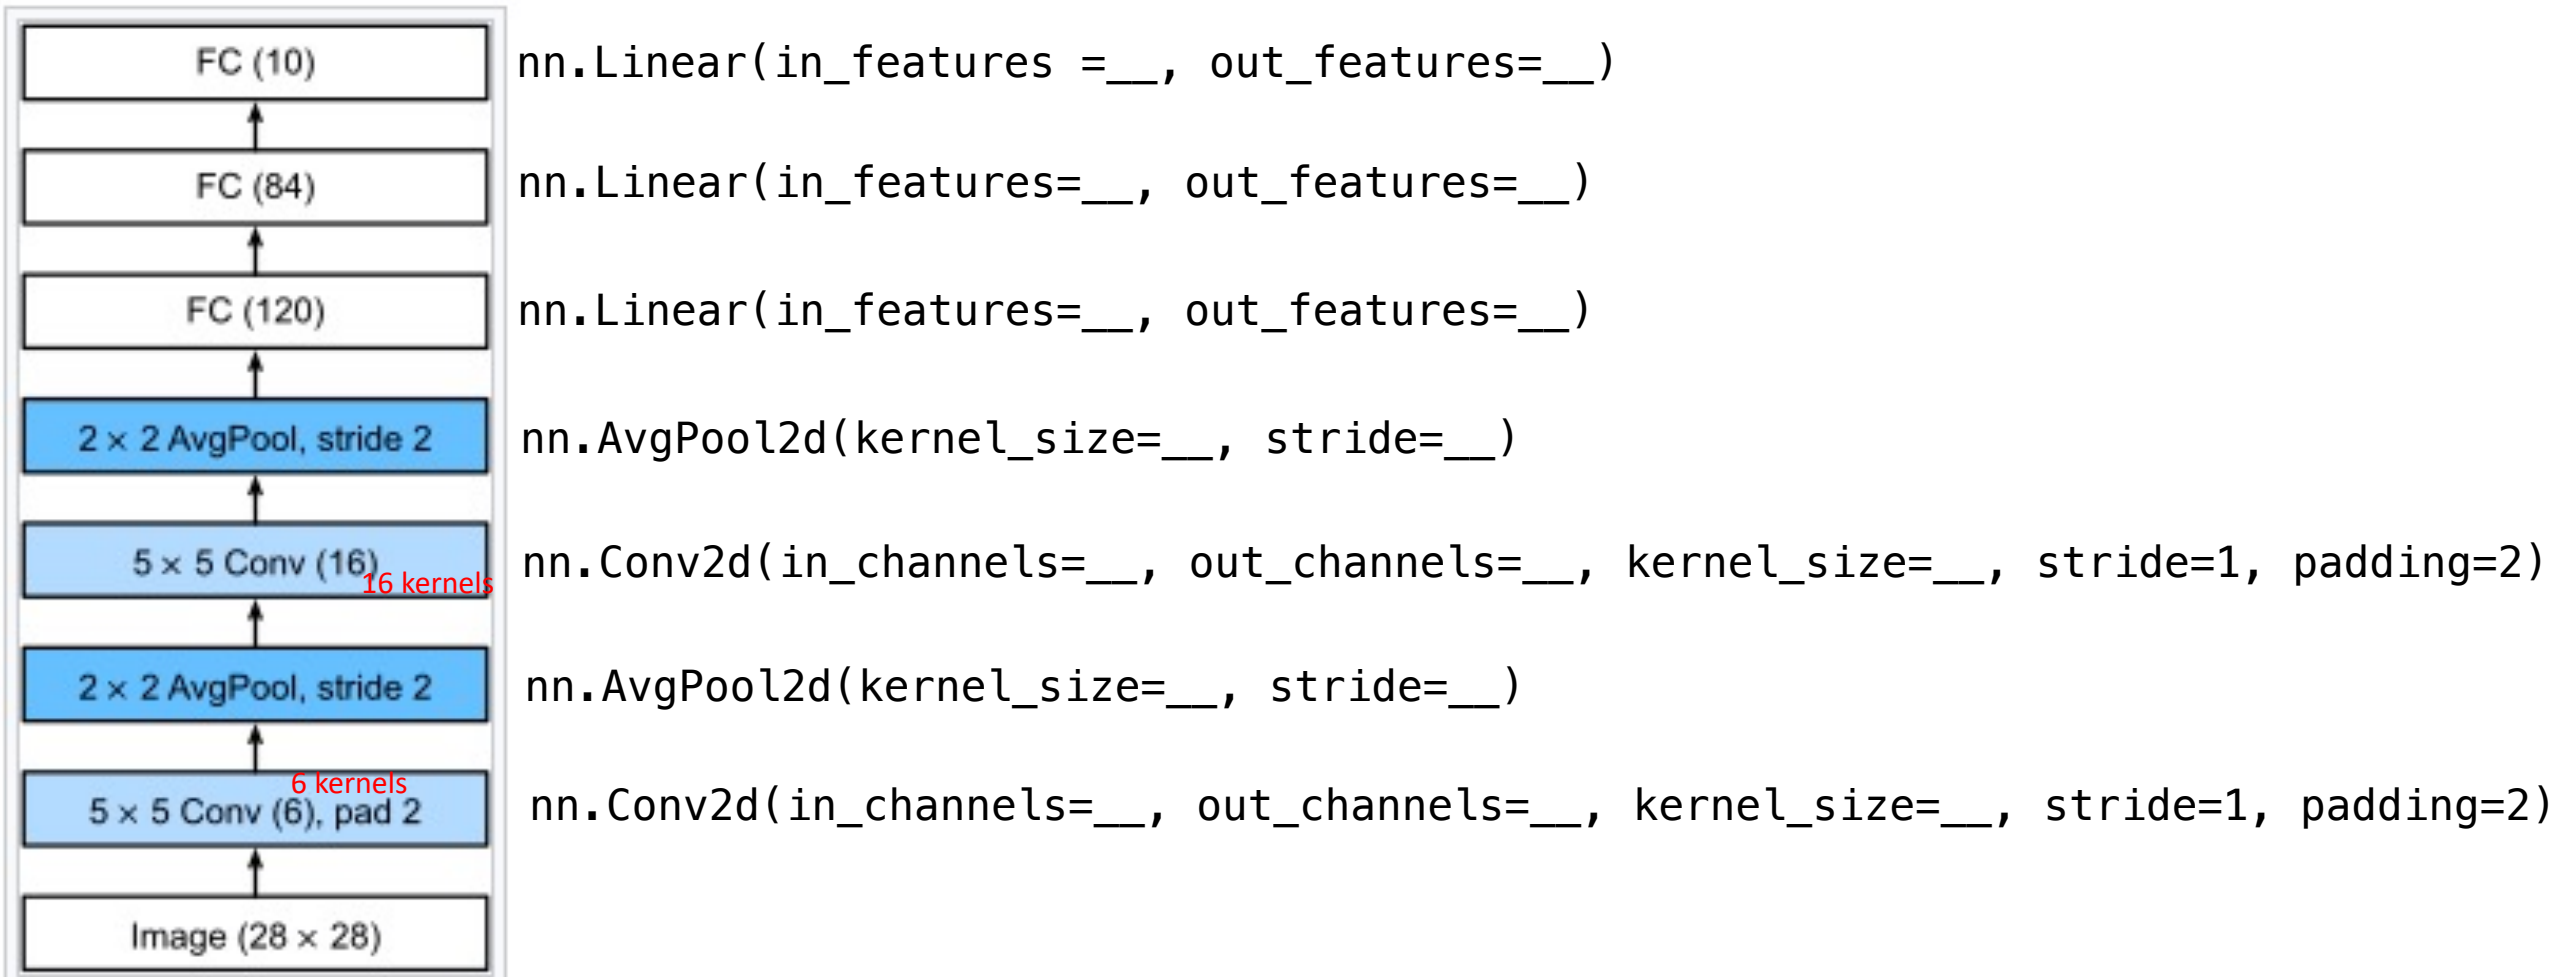 FC (10)
nn.Linear(in_features =__, out_features=__)
FC (84)
nn.Linear(in_features=__, out_features=__)
FC (120)
nn.Linear(in_features=__, out_features=__)
2 × 2 AvgPool, stride 2
nn.AvgPool2d(kernel_size=__, stride=__)
5 × 5 Conv (16)
16 kernels
nn.Conv2d(in_channels=__, out_channels=__, kernel_size=__, stride=1, padding=2)
2 × 2 AvgPool, stride 2
nn.AvgPool2d(kernel_size=__, stride=__)
6 kernels
5 × 5 Conv (6), pad 2
nn.Conv2d(in_channels=__, out_channels=__, kernel_size=__, stride=1, padding=2)
Image (28 × 28)